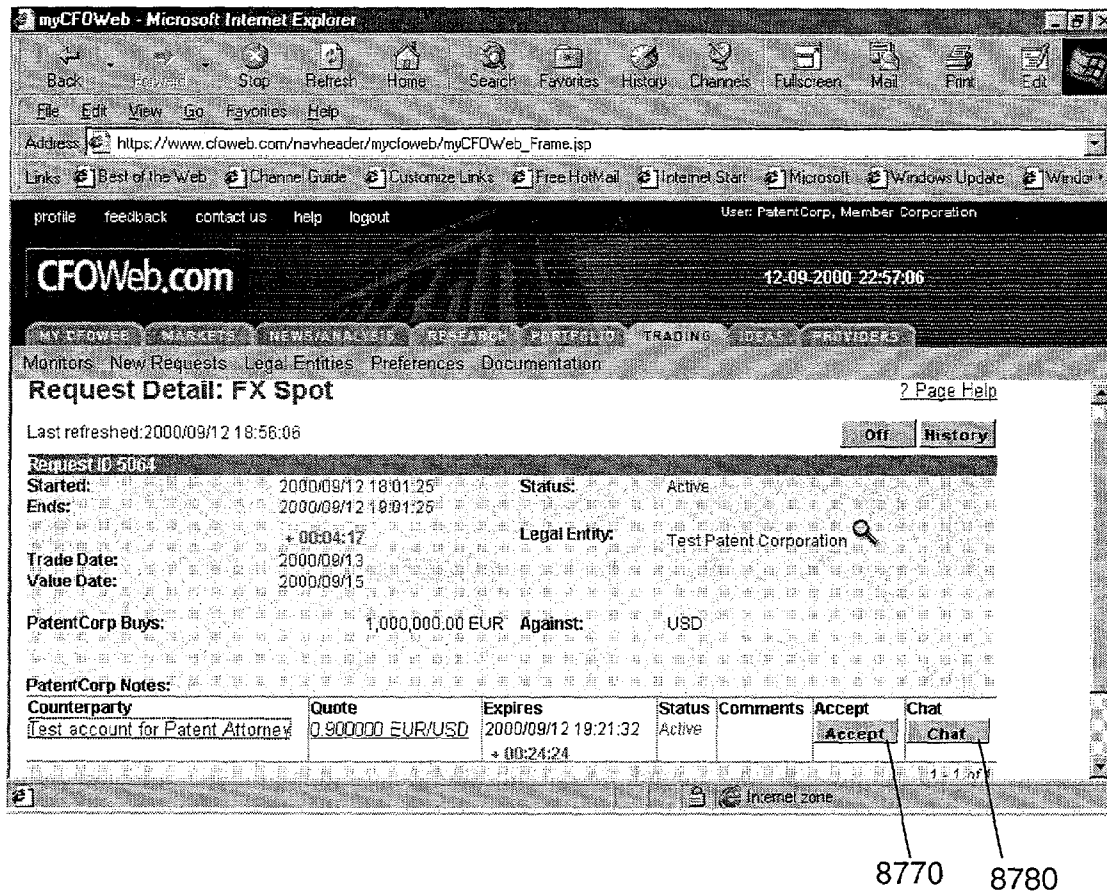 myCFOWeb - Microsoft Internet Explorer
Back Forward Stop Refresh Home Search Favorites History Channels Fullscreen Mail Print Edit
File Edit View Go Favorites Help
Address https://www.cfoweb.com/navheader/mycfoweb/myCFOWeb_Frame.jsp
Links Best of the Web Channel Guide Customize Links Free HotMail Internet Start Microsoft Windows Update Window
profile feedback contact us help logout User: PatentCorp, Member Corporation
CFOWeb.com 12-09-2000 22:57:06
MY CFOWEB MARKETS NEWS/ANALYSIS RESEARCH PORTFOLIO TRADING IDEAS PROVIDERS
Monitors New Requests Legal Entities Preferences Documentation
Request Detail: FX Spot ? Page Help
Last refreshed:2000/09/12 18:56:06 Off History
Request ID 5064
Started: 2000/09/12 18:01:25 Status: Active
Ends: 2000/09/12 19:01:25
+ 00:04:17 Legal Entity: Test Patent Corporation
Trade Date: 2000/09/13
Value Date: 2000/09/15
PatentCorp Buys: 1,000,000.00 EUR Against: USD
PatentCorp Notes:
Counterparty Quote Expires Status Comments Accept Chat
Test account for Patent Attorney 0.900000 EUR/USD 2000/09/12 19:21:32 Active Accept Chat
+ 00:24:24
1 - 1 of 1
Internet zone
8770 8780